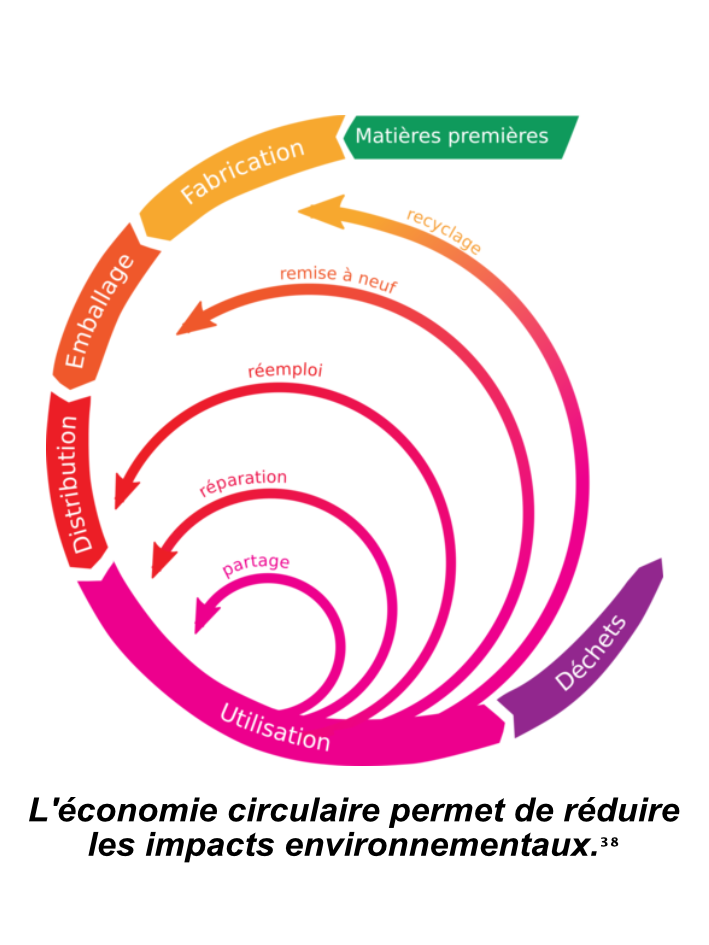 Matières premières
Fabrication
recyclage
Emballage
remise à neuf
réemploi
Distribution
réparation
partage
Déchets
Utilisation
L'économie circulaire permet de réduire
les impacts environnementaux.³⁸